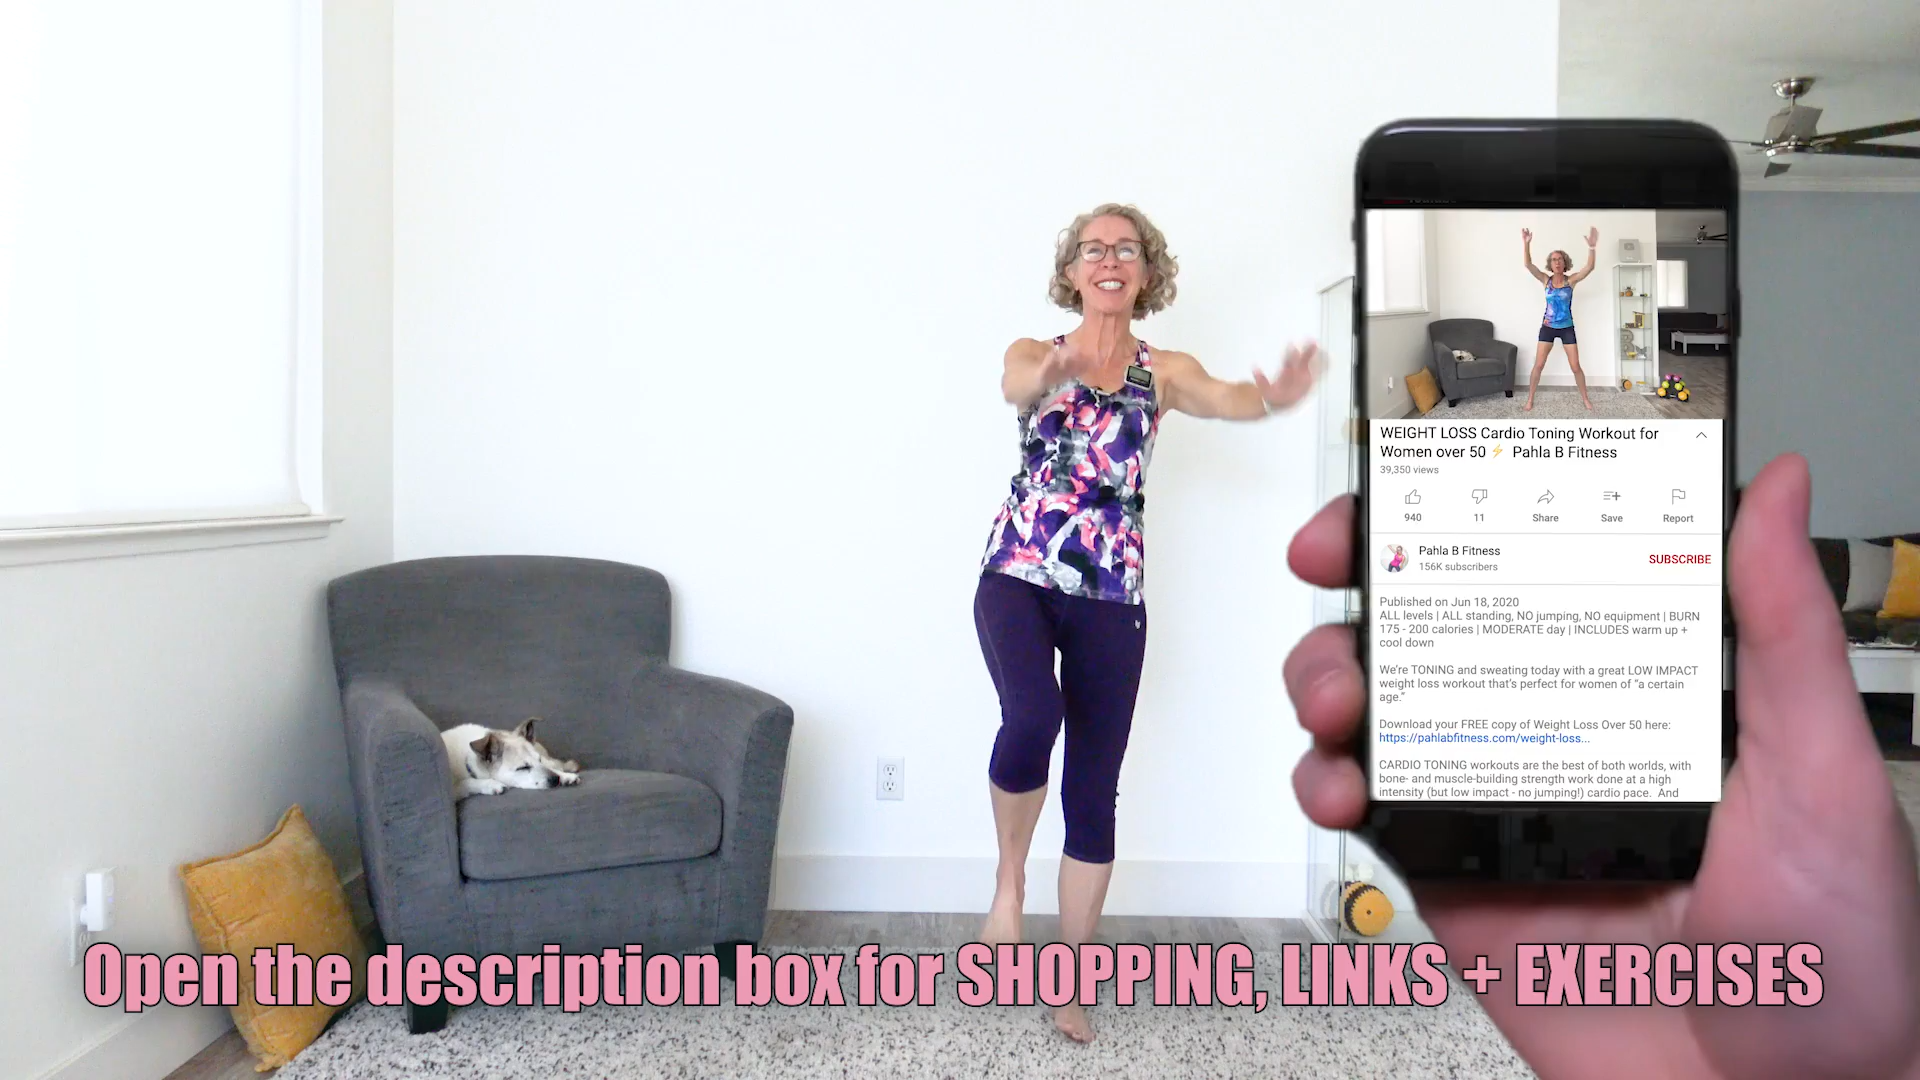 WEIGHT LOSS Cardio Toning Workout for
Women over 50 ⚡ Pahla B Fitness
39,350 views
940 11 Share Save Report
Pahla B Fitness
156K subscribers
SUBSCRIBE
Published on Jun 18, 2020
ALL levels | ALL standing, NO jumping, NO equipment | BURN
175 - 200 calories | MODERATE day | INCLUDES warm up +
cool down
We're TONING and sweating today with a great LOW IMPACT
weight loss workout that's perfect for women of "a certain
age."
Download your FREE copy of Weight Loss Over 50 here:
https://pahlabfitness.com/weight-loss...
CARDIO TONING workouts are the best of both worlds, with
bone- and muscle-building strength work done at a high
intensity (but low impact - no jumping!) cardio pace. And
Open the description box for SHOPPING, LINKS + EXERCISES